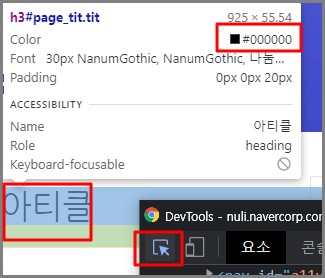 h3#page_tit.tit 925 × 55.54
Color #000000
Font 30px NanumGothic, NanumGothic, 나눔...
Padding 0px 0px 20px
ACCESSIBILITY
Name 아티클
Role heading
Keyboard-focusable
아티클
DevTools - nuli.navercorp.com
요소 콘솔